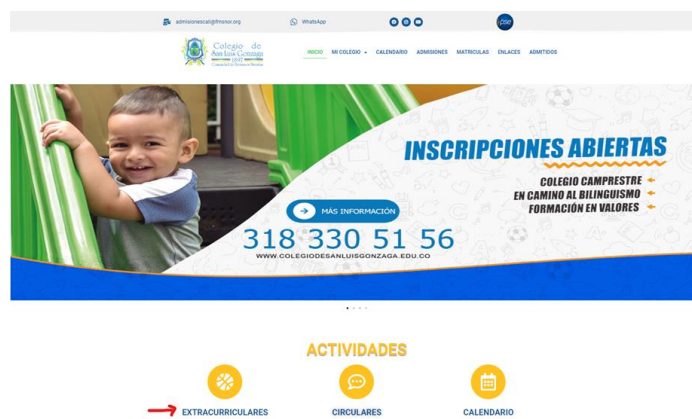 admisionescali@fmsnor.org WhatsApp
Colegio de
San Luis Gonzaga
INICIO MI COLEGIO CALENDARIO ADMISIONES MATRICULAS ENLACES ADMITIDOS
INSCRIPCIONES ABIERTAS
COLEGIO CAMPRESTRE
EN CAMINO AL BILINGUISMO
FORMACIÓN EN VALORES
MÁS INFORMACIÓN
318 330 51 56
WWW.COLEGIODESANLUISGONZAGA.EDU.CO
ACTIVIDADES
EXTRACURRICULARES CIRCULARES CALENDARIO